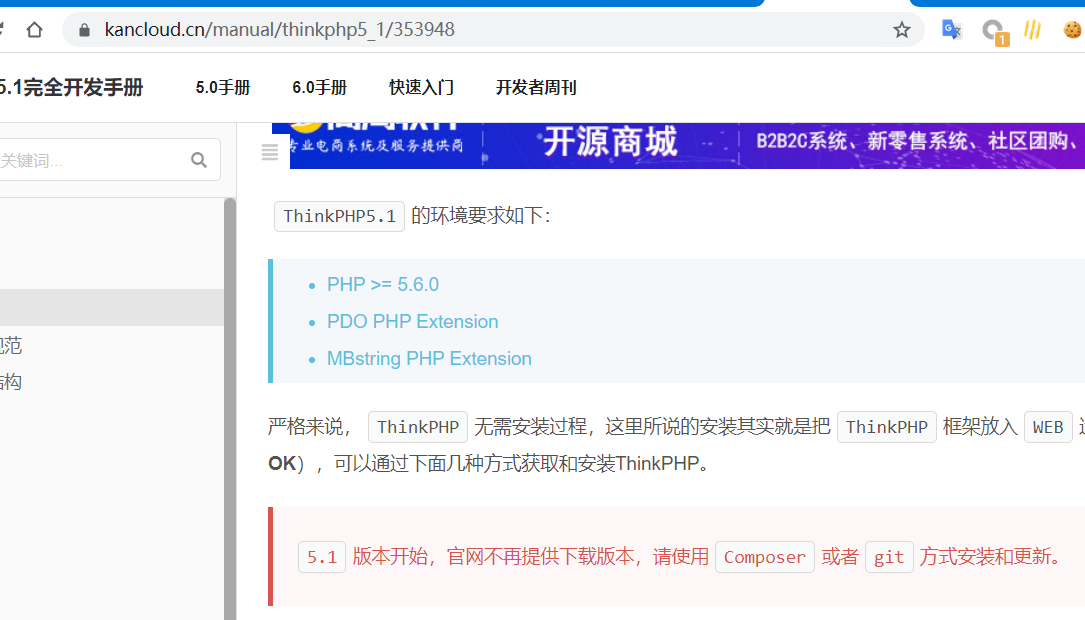 kancloud.cn/manual/thinkphp5_1/353948
1
5.1完全开发手册 5.0手册 6.0手册 快速入门 开发者周刊
关键词...
专业电商系统及服务提供商 开源商城 B2B2C系统、新零售系统、社区团购、
ThinkPHP5.1 的环境要求如下：
PHP >= 5.6.0
PDO PHP Extension
MBstring PHP Extension
规范
结构
严格来说， ThinkPHP 无需安装过程，这里所说的安装其实就是把 ThinkPHP 框架放入 WEB
OK），可以通过下面几种方式获取和安装ThinkPHP。
5.1 版本开始，官网不再提供下载版本，请使用 Composer 或者 git 方式安装和更新。